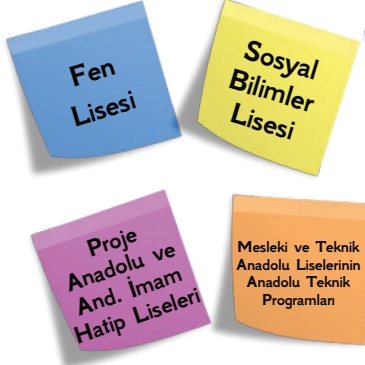 Fen
Lisesi
Sosyal
Bilimler
Lisesi
Proje
Anadolu ve
And. İmam
Hatip Liseleri
Mesleki ve Teknik
Anadolu Liselerinin
Anadolu Teknik
Programları